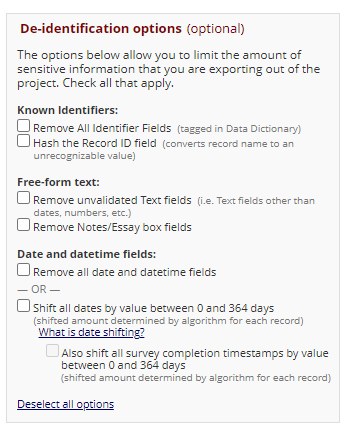 De-identification options (optional)
The options below allow you to limit the amount of
sensitive information that you are exporting out of the
project. Check all that apply.
Known Identifiers:
Remove All Identifier Fields (tagged in Data Dictionary)
Hash the Record ID field (converts record name to an
unrecognizable value)
Free-form text:
Remove unvalidated Text fields (i.e. Text fields other than
dates, numbers, etc.)
Remove Notes/Essay box fields
Date and datetime fields:
Remove all date and datetime fields
— OR —
Shift all dates by value between 0 and 364 days
(shifted amount determined by algorithm for each record)
What is date shifting?
Also shift all survey completion timestamps by value
between 0 and 364 days
(shifted amount determined by algorithm for each record)
Deselect all options